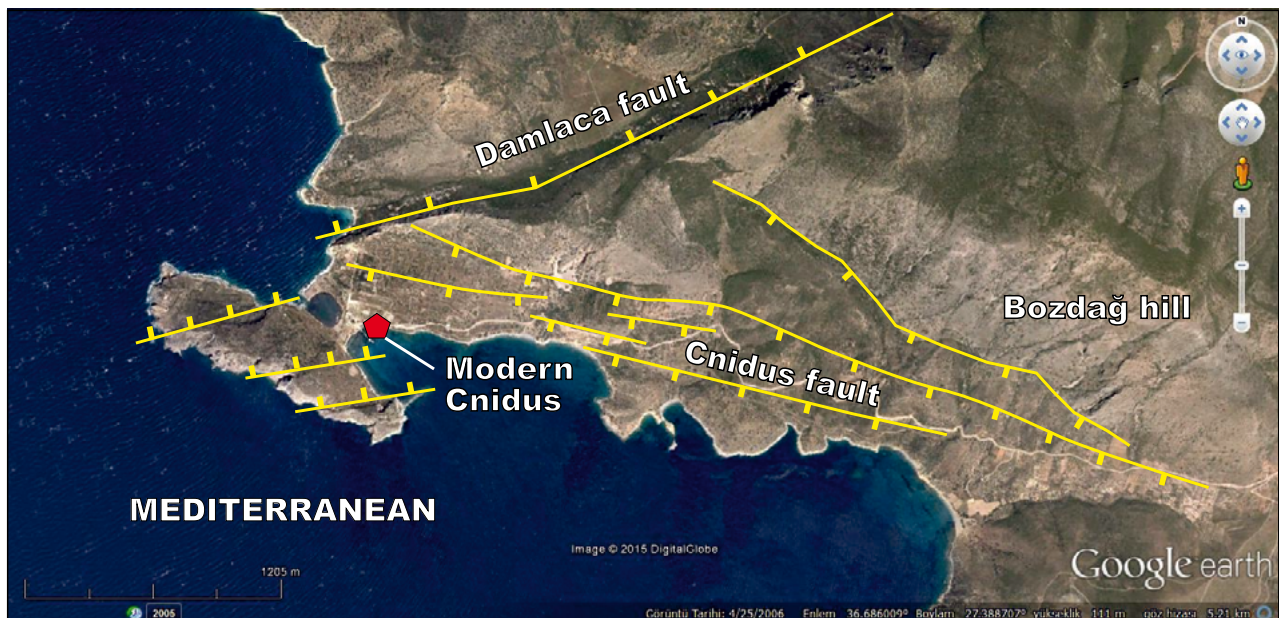 N
Damlaca fault
Bozdağ hill
Cnidus fault
Modern
Cnidus
MEDITERRANEAN
Image © 2015 DigitalGlobe
Google earth
1205 m
2005
Görüntü Tarihi: 4/25/2006 Enlem 36.686009° Boylam 27.388707° yükseklik 111 m göz hizası 5.21 km